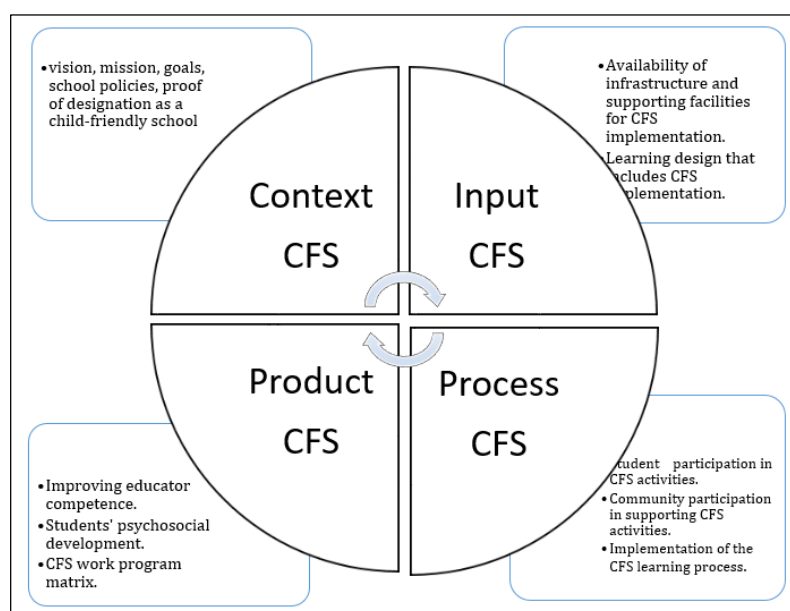 •vision, mission, goals,
school policies, proof
of designation as a
child-friendly school
Context
CFS
•Availability of
infrastructure and
supporting facilities
for CFS
implementation.
•Learning design that
includes CFS
implementation.
Input
CFS
Product
CFS
•Improving educator
competence.
•Students' psychosocial
development.
•CFS work program
matrix.
Process
CFS
Student participation in
CFS activities.
•Community participation
in supporting CFS
activities.
•Implementation of the
CFS learning process.